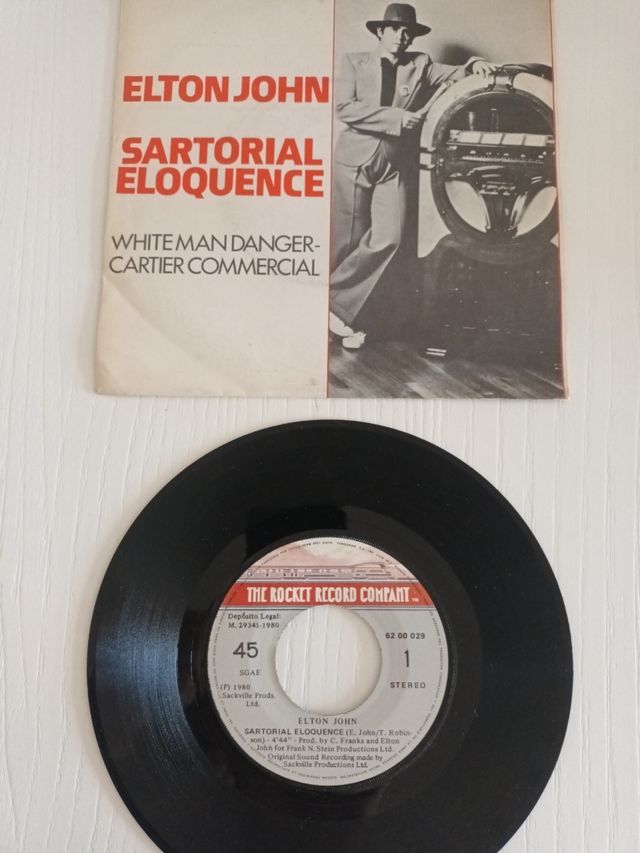 ELTON JOHN
SARTORIAL
ELOQUENCE
WHITE MAN DANGER-
CARTIER COMMERCIAL
THE ROCKET RECORD COMPANY TM
Depósito Legal:
M. 29341-1980
62 00 029
45
1
SGAE
STEREO
(P) 1980
Sackville Prods.
Ltd.
ELTON JOHN
SARTORIAL ELOQUENCE (E. John/T. Robin-
son) - 4'44" - Prod. by C. Franks and Elton
John for Frank N. Stein Productions Ltd.
Original Sound Recording made by
Sackville Productions Ltd.